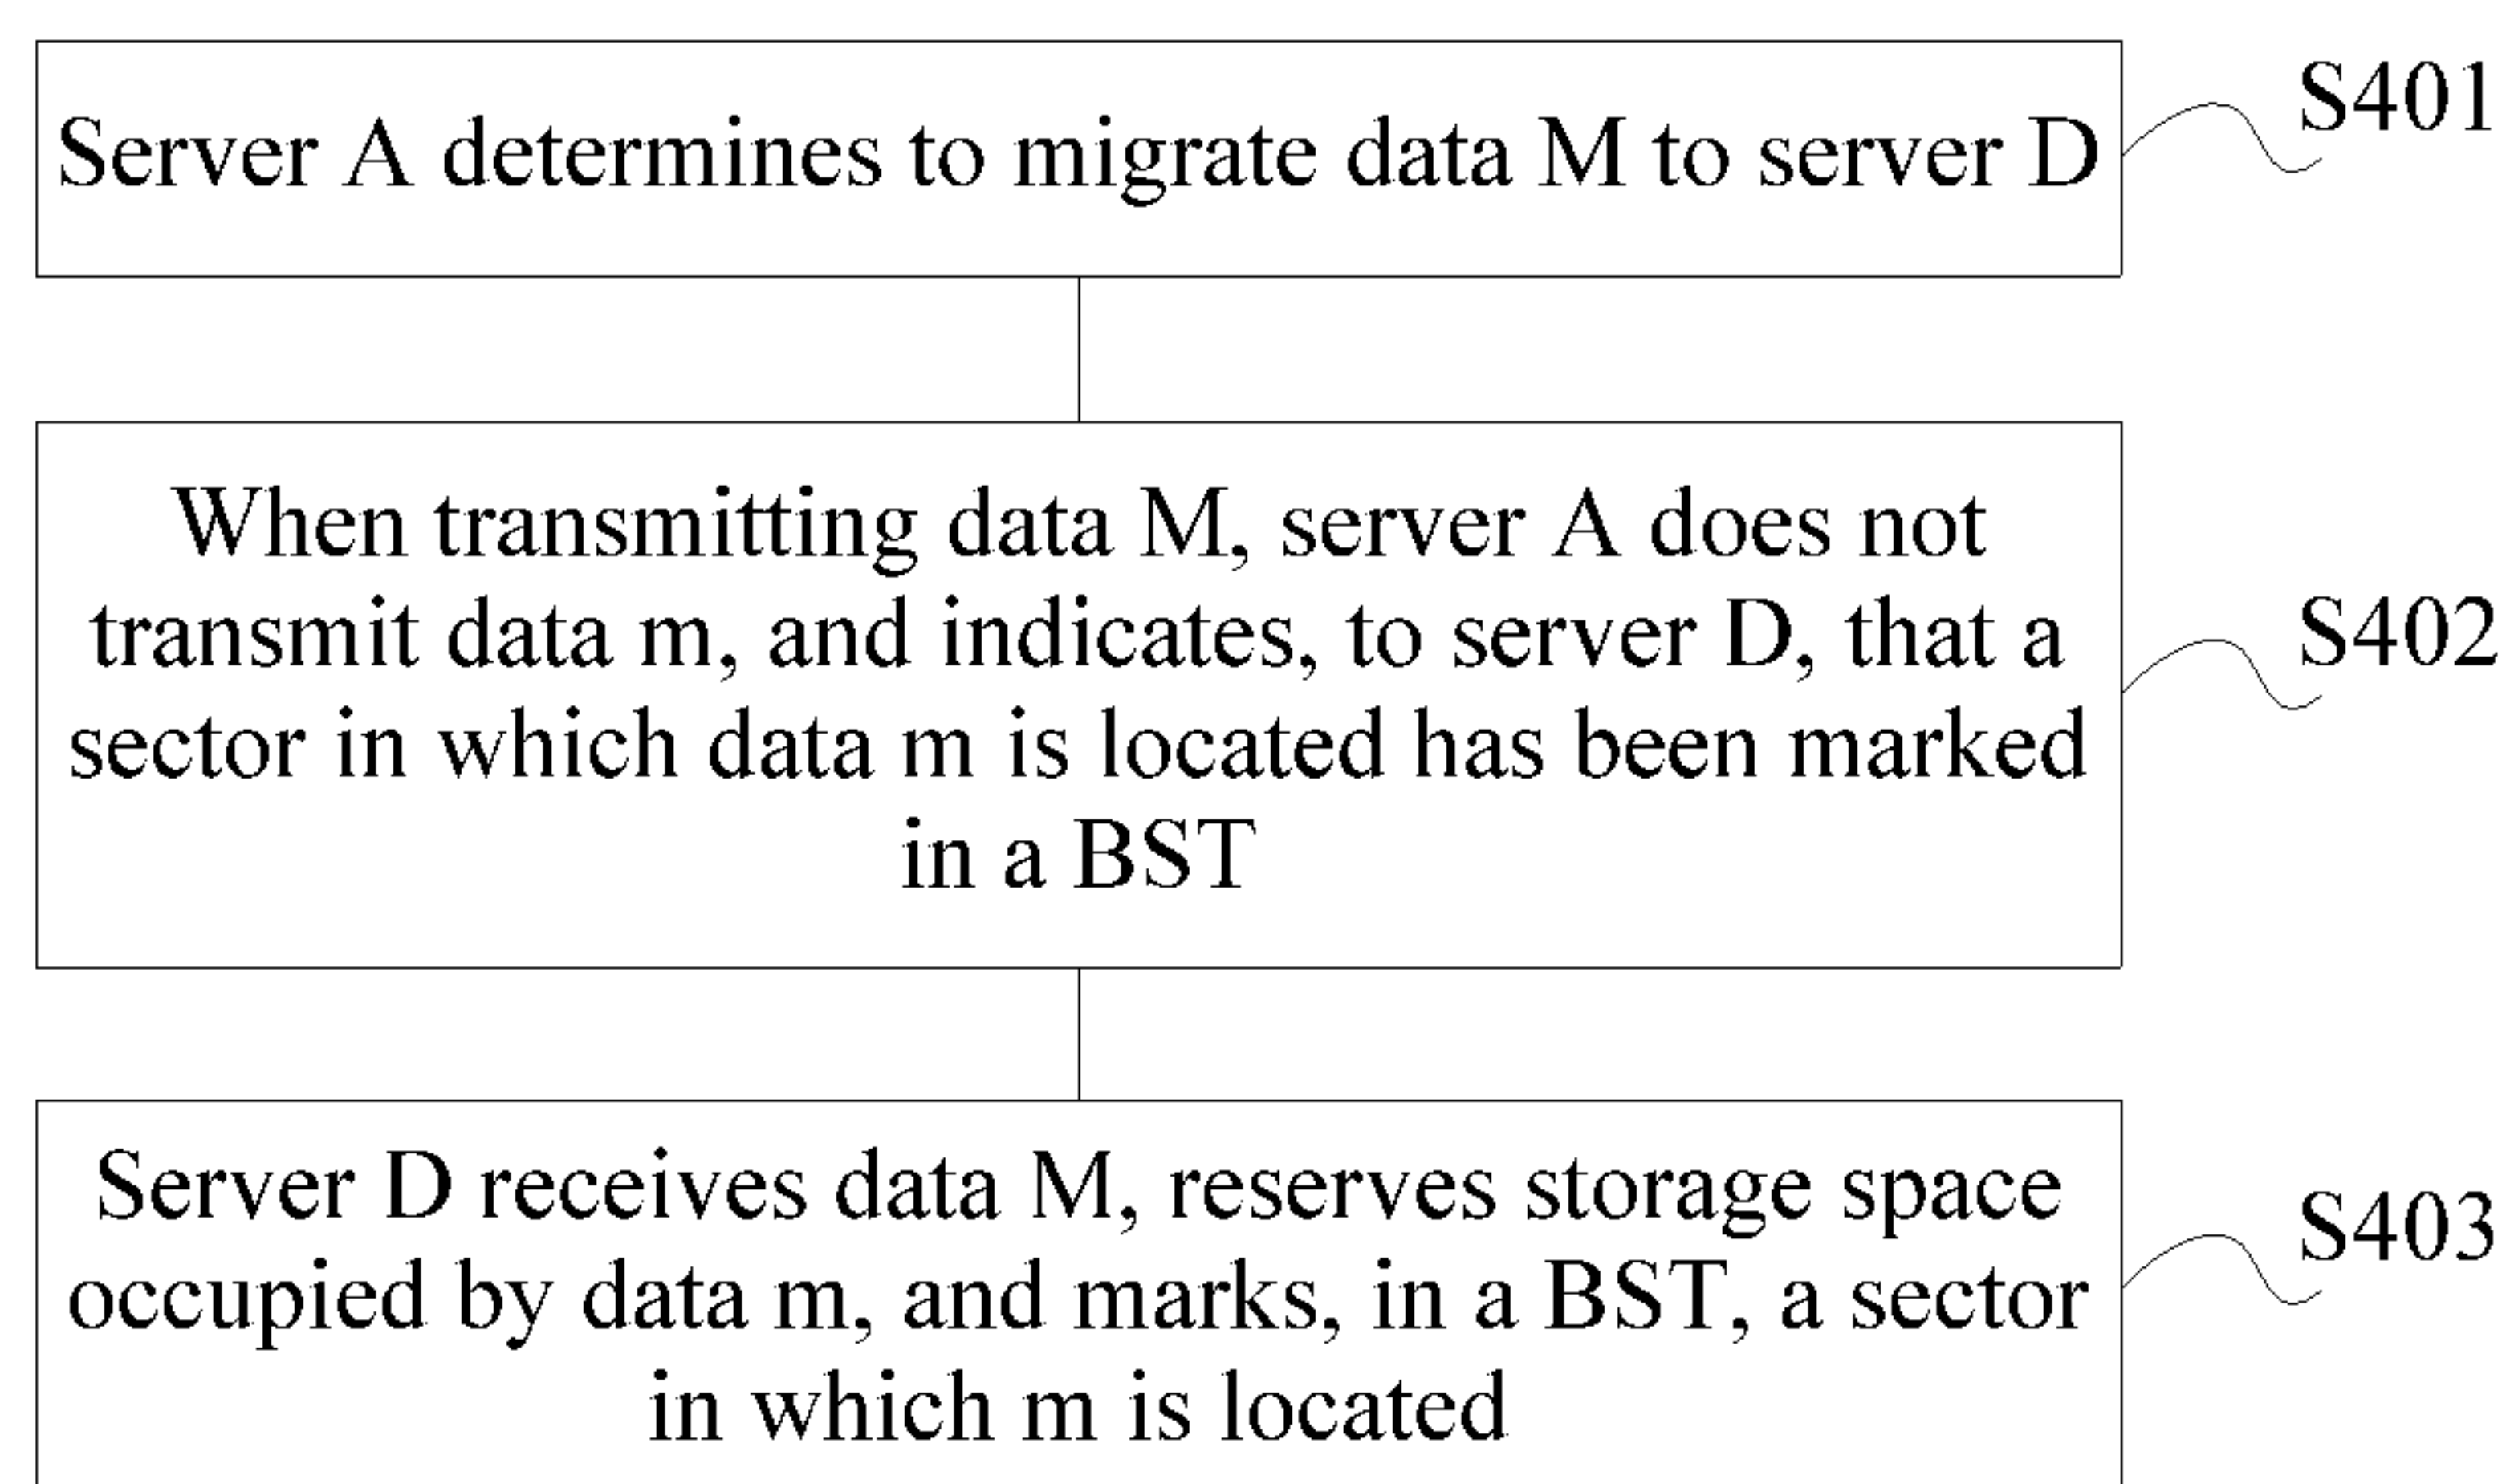 Server A determines to migrate data M to server D
S401
When transmitting data M, server A does not
transmit data m, and indicates, to server D, that a
sector in which data m is located has been marked
in a BST
S402
Server D receives data M, reserves storage space
occupied by data m, and marks, in a BST, a sector
in which m is located
S403